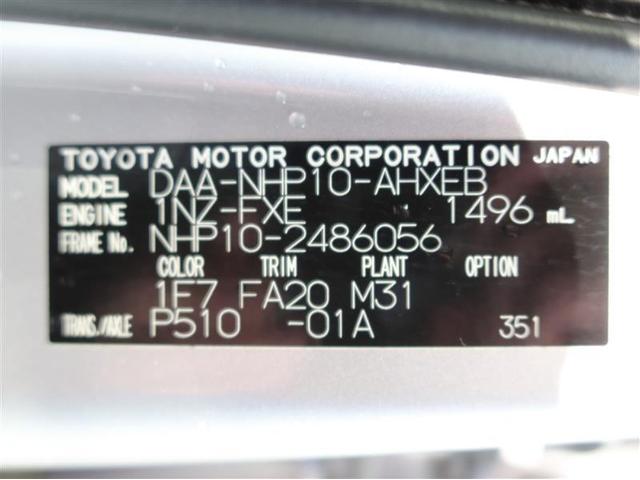 TOYOTA MOTOR CORPORATION JAPAN
MODEL DAA-NHP10-AHXEB
ENGINE 1NZ-FXE 1496 mL
FRAME No. NHP10-2486056
COLOR TRIM PLANT OPTION
1F7 FA20 M31
TRANS./AXLE P510 -01A 351